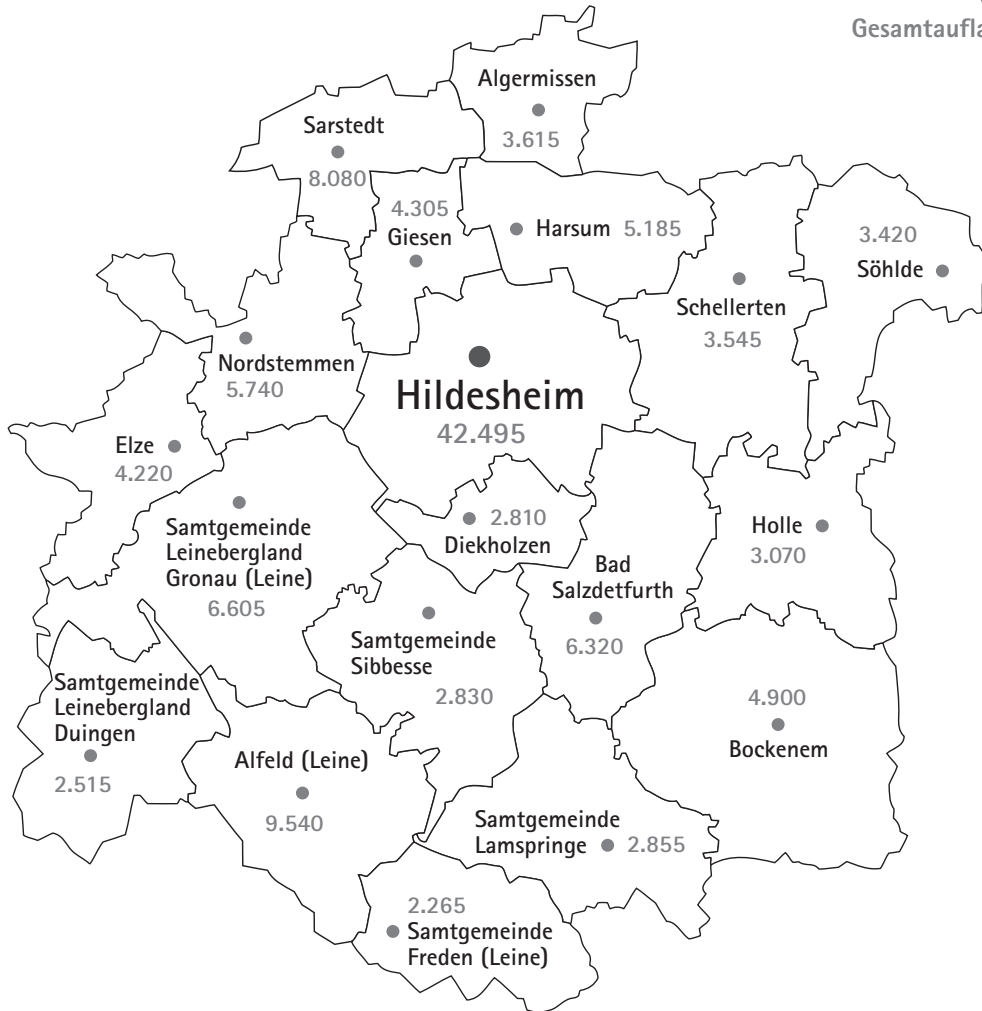 Algermissen
3.615
Sarstedt
8.080
4.305
Giesen
Harsum 5.185
3.420
Söhlde
Schellerten
3.545
Nordstemmen
5.740
Hildesheim
42.495
Elze
4.220
2.810
Diekholzen
Holle
3.070
Samtgemeinde
Leinebergland
Gronau (Leine)
6.605
Bad
Salzdetfurth
6.320
Samtgemeinde
Sibbesse
2.830
Samtgemeinde
Leinebergland
Duingen
2.515
4.900
Bockenem
Alfeld (Leine)
9.540
Samtgemeinde
Lamspringe 2.855
2.265
Samtgemeinde
Freden (Leine)